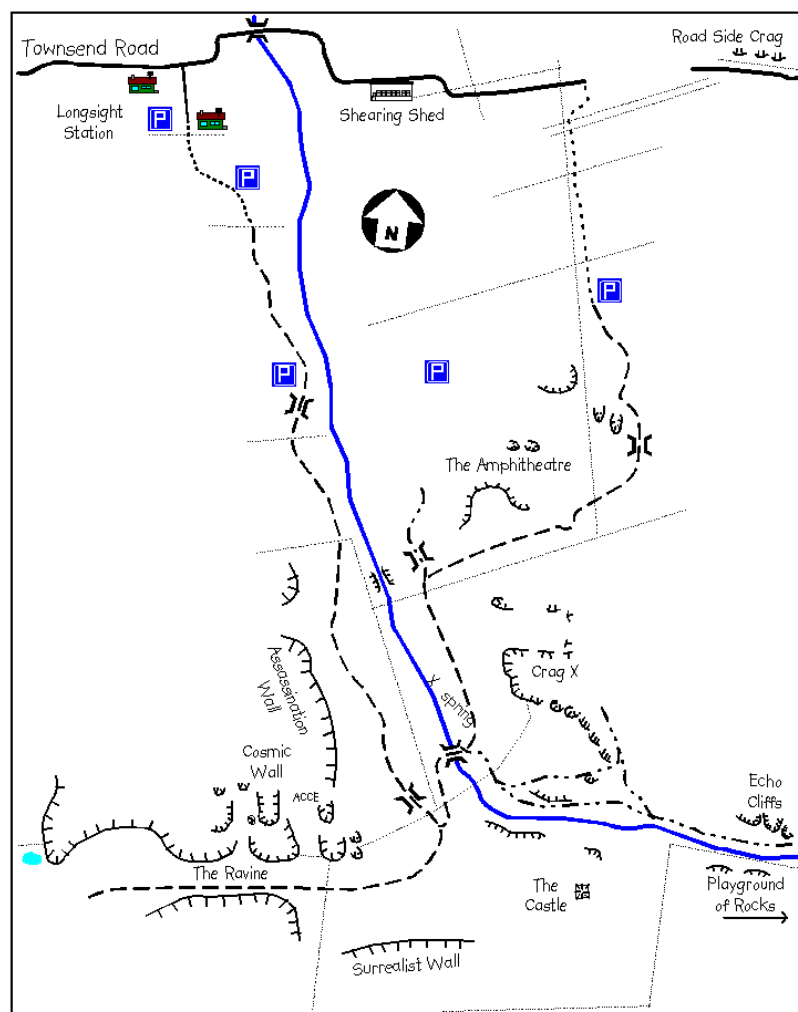 Townsend Road
Road Side Crag
Longsight
Station
P
Shearing Shed
P
N
P
P
P
The Amphitheatre
Assassination
Wall
Crag X
X spring
Cosmic
Wall
ACCE
Echo
Cliffs
The Ravine
The
Castle
Playground
of Rocks
Surrealist Wall